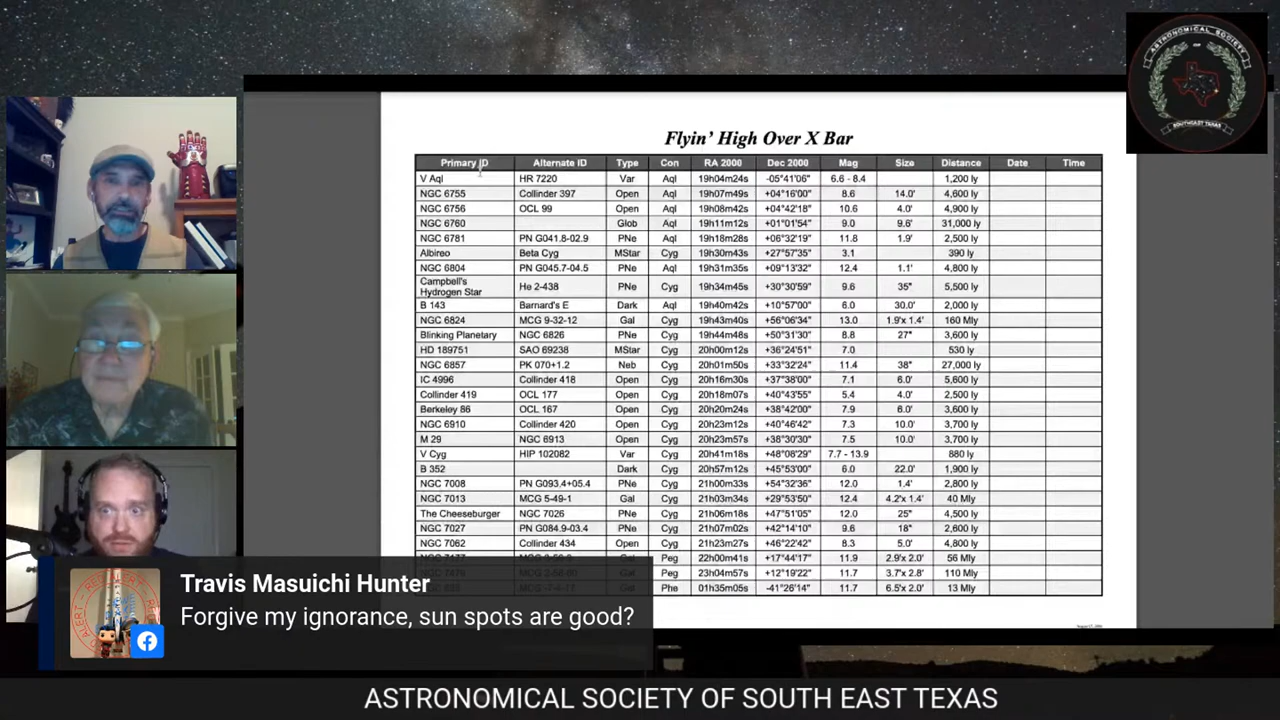 ASTRONOMICAL SOCIETY
OF
SOUTHEAST TEXAS
Flyin' High Over X Bar
Primary ID Alternate ID Type Con RA 2000 Dec 2000 Mag Size Distance Date Time
V Aql HR 7220 Var Aql 19h04m24s -05°41'06" 6.6 - 8.4 1,200 ly
NGC 6755 Collinder 397 Open Aql 19h07m49s +04°16'00" 8.6 14.0' 4,600 ly
NGC 6756 OCL 99 Open Aql 19h08m42s +04°42'18" 10.6 4.0' 4,900 ly
NGC 6760 Glob Aql 19h11m12s +01°01'54" 9.0 9.6' 31,000 ly
NGC 6781 PN G041.8-02.9 PNe Aql 19h18m28s +06°32'19" 11.8 1.9' 2,500 ly
Albireo Beta Cyg MStar Cyg 19h30m43s +27°57'35" 3.1 390 ly
NGC 6804 PN G045.7-04.5 PNe Aql 19h31m35s +09°13'32" 12.4 1.1' 4,800 ly
Campbell's
Hydrogen Star He 2-438 PNe Cyg 19h34m45s +30°30'59" 9.6 35" 5,500 ly
B 143 Barnard's E Dark Aql 19h40m42s +10°57'00" 6.0 30.0' 2,000 ly
NGC 6824 MCG 9-32-12 Gal Cyg 19h43m40s +56°06'34" 13.0 1.9'x 1.4' 160 Mly
Blinking Planetary NGC 6826 PNe Cyg 19h44m48s +50°31'30" 8.8 27" 3,600 ly
HD 189751 SAO 69238 MStar Cyg 20h00m12s +36°24'51" 7.0 530 ly
NGC 6857 PK 070+1.2 Neb Cyg 20h01m50s +33°32'24" 11.4 38" 27,000 ly
IC 4996 Collinder 418 Open Cyg 20h16m30s +37°38'00" 7.1 6.0' 5,600 ly
Collinder 419 OCL 177 Open Cyg 20h18m07s +40°43'55" 5.4 4.0' 2,500 ly
Berkeley 86 OCL 167 Open Cyg 20h20m24s +38°42'00" 7.9 6.0' 3,600 ly
NGC 6910 Collinder 420 Open Cyg 20h23m12s +40°46'42" 7.3 10.0' 3,700 ly
M 29 NGC 6913 Open Cyg 20h23m57s +38°30'30" 7.5 10.0' 3,700 ly
V Cyg HIP 102082 Var Cyg 20h41m18s +48°08'29" 7.7 - 13.9 880 ly
B 352 Dark Cyg 20h57m12s +45°53'00" 6.0 22.0' 1,900 ly
NGC 7008 PN G093.4+05.4 PNe Cyg 21h00m33s +54°32'36" 12.0 1.4' 2,800 ly
NGC 7013 MCG 5-49-1 Gal Cyg 21h03m34s +29°53'50" 12.4 4.2'x 1.4' 40 Mly
The Cheeseburger NGC 7026 PNe Cyg 21h06m18s +47°51'05" 12.0 25" 4,500 ly
NGC 7027 PN G084.9-03.4 PNe Cyg 21h07m02s +42°14'10" 9.6 18" 2,600 ly
NGC 7062 Collinder 434 Open Cyg 21h23m27s +46°22'42" 8.3 5.0' 4,800 ly
NGC 7177 Gal Peg 22h00m41s +17°44'17" 11.9 2.9'x 2.0' 56 Mly
Gal Peg 23h04m57s +12°19'22" 11.7 3.7'x 2.8' 110 Mly
Gal Phe 01h35m05s -41°26'14" 11.7 6.5'x 2.0' 13 Mly
Travis Masuichi Hunter
Forgive my ignorance, sun spots are good?
ASTRONOMICAL SOCIETY OF SOUTH EAST TEXAS